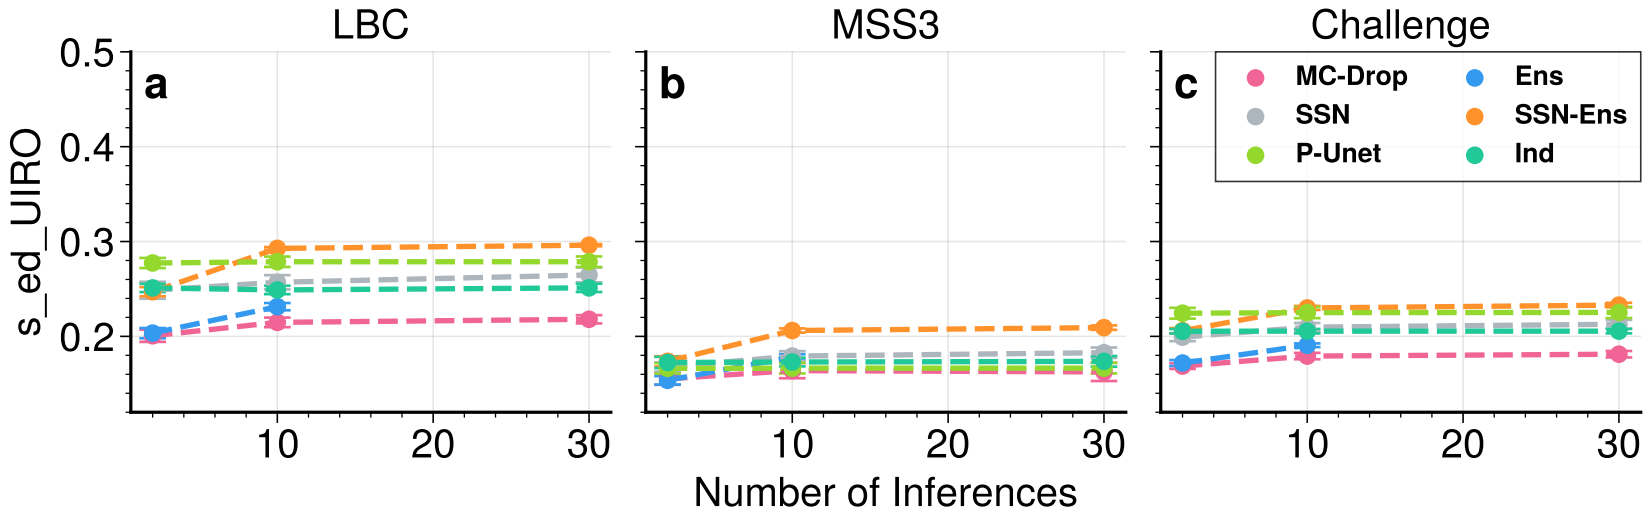 LBC
MSS3
Challenge
s_ed_UIRO
0.5
0.4
0.3
0.2
a
b
c
MC-Drop
Ens
SSN
SSN-Ens
P-Unet
Ind
10 20 30
10 20 30
10 20 30
Number of Inferences